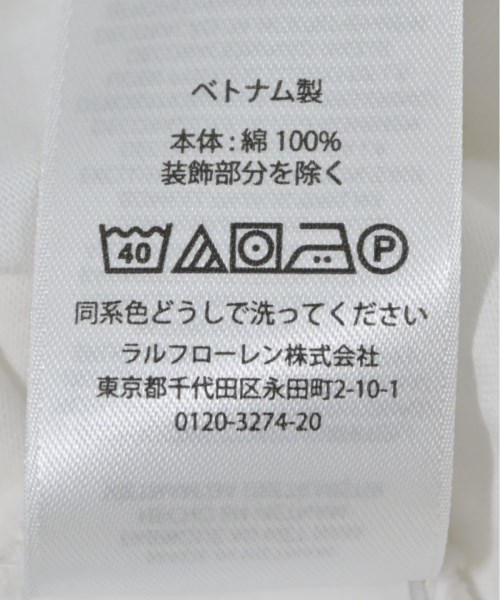 ベトナム製
本体:綿 100%
装飾部分を除く
40 P
同系色どうしで洗ってください
ラルフローレン株式会社
東京都千代田区永田町2-10-1
0120-3274-20